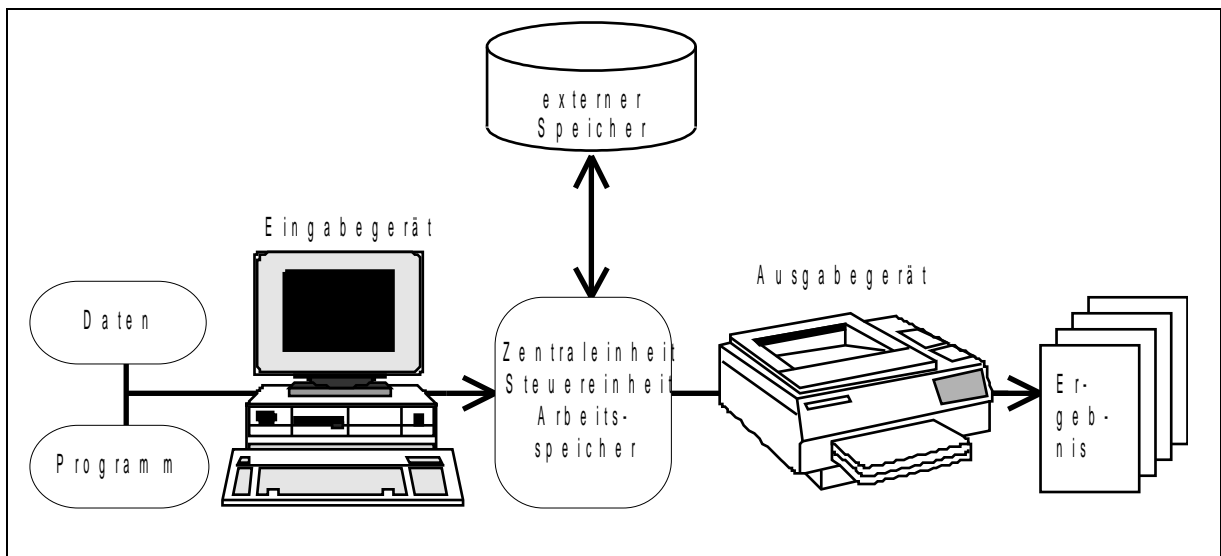 externer
Speicher
Eingabegerät
Ausgabegerät
Daten
Programm
Zentraleinheit
Steuereinheit
Arbeits-
speicher
Er-
geb-
nis